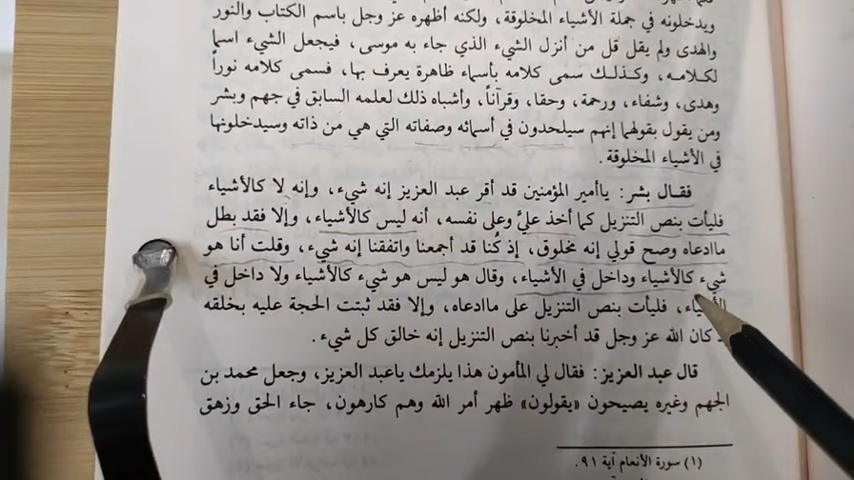 ويدخلونه في جملة الأشياء المخلوقة، ولكنه أظهره عز وجل باسم الكتاب والنور
والهدى ولم يقل قل من أنزل الشيء الذي جاء به موسى، فيجعل الشيء اسماً
لكلامه، وكذلك سمى كلامه بأسماء ظاهرة يعرف بها، فسمى كلامه نوراً
وهدى، وشفاء، ورحمة، وحقا، وقرآناً، وأشباه ذلك لعلمه السابق في جهم وبشر
ومن يقول بقولهما إنهم سيلحدون في أسمائه وصفاته التي هي من ذاته وسيدخلونها
في الأشياء المخلوقة.
فقال بشر: ياأمير المؤمنين قد أقر عبد العزيز إنه شيء، وإنه لا كالأشياء
فليأت بنص التنزيل كما أخذ عليّ وعلى نفسه، أنه ليس كالأشياء، وإلا فقد بطل
ماادعاه وصح قولي إنه مخلوق، إذ كُنا قد أجمعنا واتفقنا إنه شيء، وقلت أنا هو
شيء كالأشياء وداخل في الأشياء، وقال هو ليس هو شيء كالأشياء ولا داخل في
الأشياء، فليأت بنص التنزيل على ماادعاه، وإلا فقد ثبتت الحجة عليه بخلقه
كان الله عز وجل قد أخبرنا بنص التنزيل إنه خالق كل شيء.
قال عبد العزيز: فقال لي المأمون هذا يلزمك ياعبد العزيز، وجعل محمد بن
الجهم وغيره يصيحون «يقولون» ظهر أمر الله وهم كارهون، جاء الحق وزهق
(١) سورة الأنعام آية ٩١.